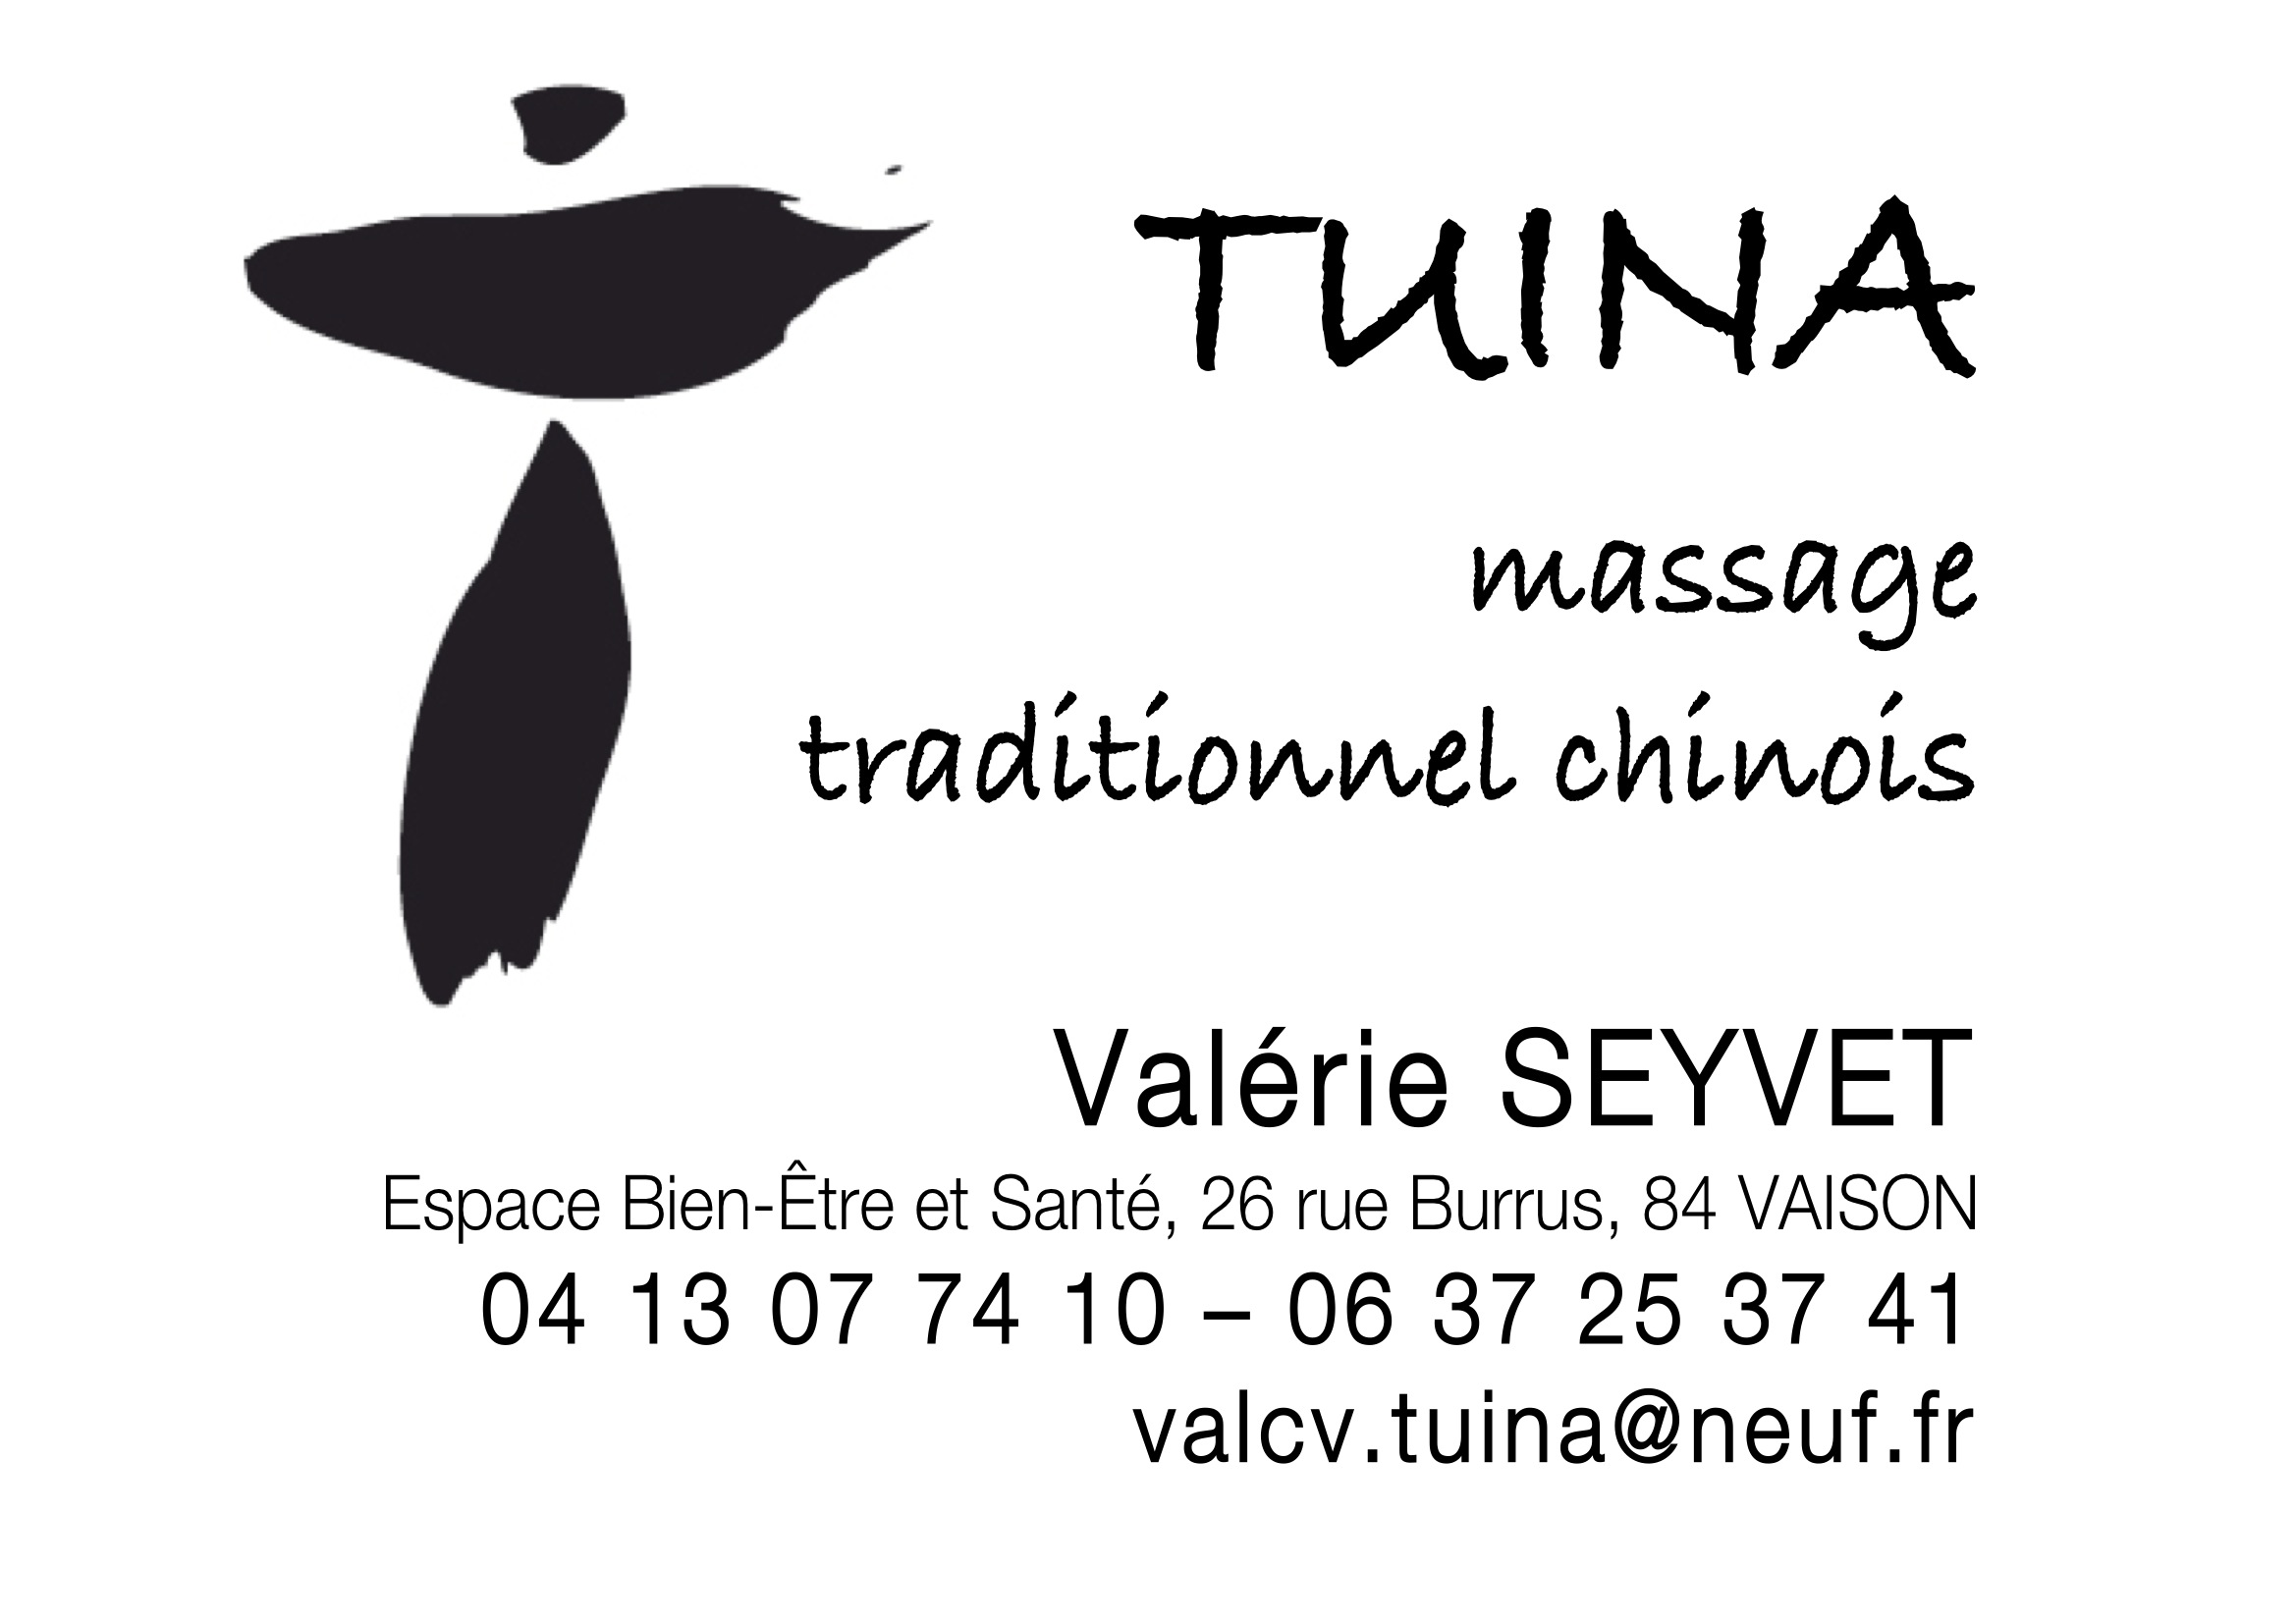 TUINA
massage
traditionnel chinois
Valérie SEYVET
Espace Bien-Être et Santé, 26 rue Burrus, 84 VAISON
04 13 07 74 10 – 06 37 25 37 41
valcv.tuina@neuf.fr